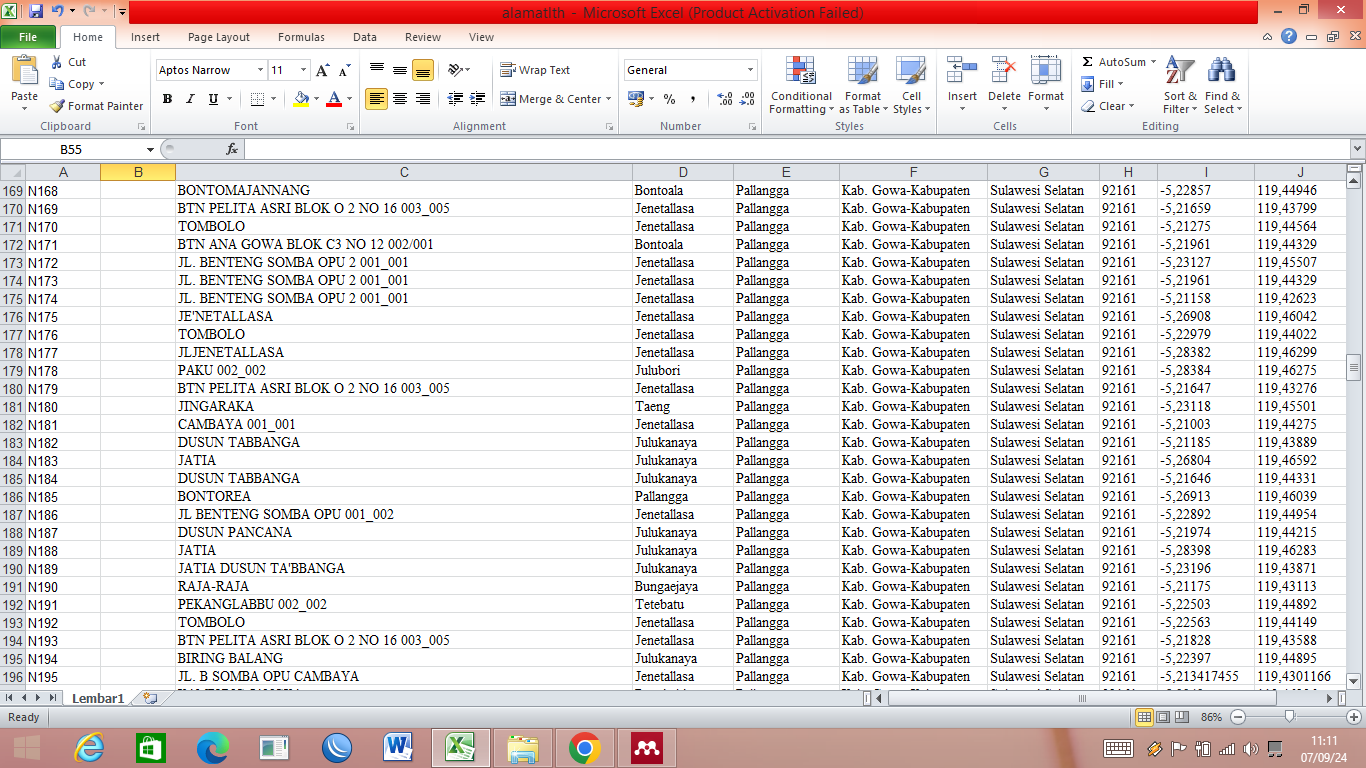 alamatlth - Microsoft Excel (Product Activation Failed)
File Home Insert Page Layout Formulas Data Review View
Paste Cut Copy Format Painter Clipboard
Aptos Narrow 11 B I U Font
Wrap Text Merge & Center Alignment
General % , Number
Conditional Formatting Format as Table Cell Styles Styles
Insert Delete Format Cells
AutoSum Fill Clear Sort & Filter Find & Select Editing
B55 fx
A B C D E F G H I J
169 N168 BONTOMAJANNANG Bontoala Pallangga Kab. Gowa-Kabupaten Sulawesi Selatan 92161 -5,22857 119,44946
170 N169 BTN PELITA ASRI BLOK O 2 NO 16 003_005 Jenetallasa Pallangga Kab. Gowa-Kabupaten Sulawesi Selatan 92161 -5,21659 119,43799
171 N170 TOMBOLO Jenetallasa Pallangga Kab. Gowa-Kabupaten Sulawesi Selatan 92161 -5,21275 119,44564
172 N171 BTN ANA GOWA BLOK C3 NO 12 002/001 Bontoala Pallangga Kab. Gowa-Kabupaten Sulawesi Selatan 92161 -5,21961 119,44329
173 N172 JL. BENTENG SOMBA OPU 2 001_001 Jenetallasa Pallangga Kab. Gowa-Kabupaten Sulawesi Selatan 92161 -5,23127 119,45507
174 N173 JL. BENTENG SOMBA OPU 2 001_001 Jenetallasa Pallangga Kab. Gowa-Kabupaten Sulawesi Selatan 92161 -5,21961 119,44329
175 N174 JL. BENTENG SOMBA OPU 2 001_001 Jenetallasa Pallangga Kab. Gowa-Kabupaten Sulawesi Selatan 92161 -5,21158 119,42623
176 N175 JE'NETALLASA Jenetallasa Pallangga Kab. Gowa-Kabupaten Sulawesi Selatan 92161 -5,26908 119,46042
177 N176 TOMBOLO Jenetallasa Pallangga Kab. Gowa-Kabupaten Sulawesi Selatan 92161 -5,22979 119,44022
178 N177 JLJENETALLASA Jenetallasa Pallangga Kab. Gowa-Kabupaten Sulawesi Selatan 92161 -5,28382 119,46299
179 N178 PAKU 002_002 Julubori Pallangga Kab. Gowa-Kabupaten Sulawesi Selatan 92161 -5,28384 119,46275
180 N179 BTN PELITA ASRI BLOK O 2 NO 16 003_005 Jenetallasa Pallangga Kab. Gowa-Kabupaten Sulawesi Selatan 92161 -5,21647 119,43276
181 N180 JINGARAKA Taeng Pallangga Kab. Gowa-Kabupaten Sulawesi Selatan 92161 -5,23118 119,45501
182 N181 CAMBAYA 001_001 Jenetallasa Pallangga Kab. Gowa-Kabupaten Sulawesi Selatan 92161 -5,21003 119,44275
183 N182 DUSUN TABBANGA Julukanaya Pallangga Kab. Gowa-Kabupaten Sulawesi Selatan 92161 -5,21185 119,43889
184 N183 JATIA Julukanaya Pallangga Kab. Gowa-Kabupaten Sulawesi Selatan 92161 -5,26804 119,46592
185 N184 DUSUN TABBANGA Julukanaya Pallangga Kab. Gowa-Kabupaten Sulawesi Selatan 92161 -5,21646 119,44331
186 N185 BONTOREA Pallangga Pallangga Kab. Gowa-Kabupaten Sulawesi Selatan 92161 -5,26913 119,46039
187 N186 JL BENTENG SOMBA OPU 001_002 Jenetallasa Pallangga Kab. Gowa-Kabupaten Sulawesi Selatan 92161 -5,22892 119,44954
188 N187 DUSUN PANCANA Julukanaya Pallangga Kab. Gowa-Kabupaten Sulawesi Selatan 92161 -5,21974 119,44215
189 N188 JATIA Julukanaya Pallangga Kab. Gowa-Kabupaten Sulawesi Selatan 92161 -5,28398 119,46283
190 N189 JATIA DUSUN TA'BBANGA Julukanaya Pallangga Kab. Gowa-Kabupaten Sulawesi Selatan 92161 -5,23196 119,43871
191 N190 RAJA-RAJA Bungaejaya Pallangga Kab. Gowa-Kabupaten Sulawesi Selatan 92161 -5,21175 119,43113
192 N191 PEKANGLABBU 002_002 Tetebatu Pallangga Kab. Gowa-Kabupaten Sulawesi Selatan 92161 -5,22503 119,44892
193 N192 TOMBOLO Jenetallasa Pallangga Kab. Gowa-Kabupaten Sulawesi Selatan 92161 -5,22563 119,44149
194 N193 BTN PELITA ASRI BLOK O 2 NO 16 003_005 Jenetallasa Pallangga Kab. Gowa-Kabupaten Sulawesi Selatan 92161 -5,21828 119,43588
195 N194 BIRING BALANG Julukanaya Pallangga Kab. Gowa-Kabupaten Sulawesi Selatan 92161 -5,22397 119,44895
196 N195 JL. B SOMBA OPU CAMBAYA Jenetallasa Pallangga Kab. Gowa-Kabupaten Sulawesi Selatan 92161 -5,213417455 119,4301166
Lembar1
Ready 86%
11:11
07/09/24